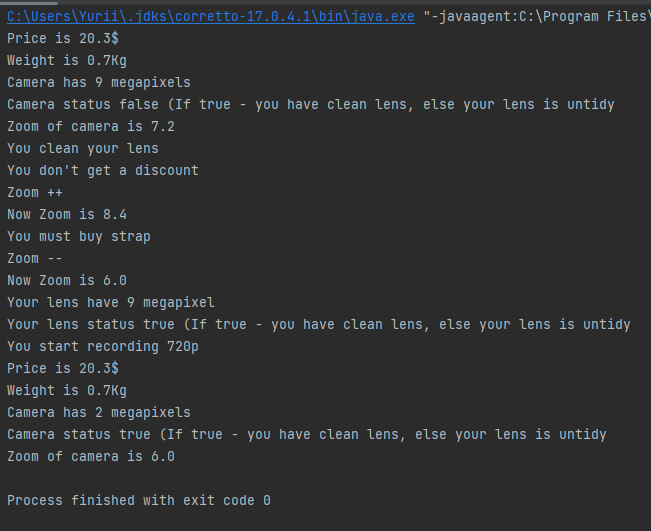 C:\Users\Yurii\.jdks\corretto-17.0.4.1\bin\java.exe "-javaagent:C:\Program Files\
Price is 20.3$
Weight is 0.7Kg
Camera has 9 megapixels
Camera status false (If true - you have clean lens, else your lens is untidy
Zoom of camera is 7.2
You clean your lens
You don't get a discount
Zoom ++
Now Zoom is 8.4
You must buy strap
Zoom --
Now Zoom is 6.0
Your lens have 9 megapixel
Your lens status true (If true - you have clean lens, else your lens is untidy
You start recording 720p
Price is 20.3$
Weight is 0.7Kg
Camera has 2 megapixels
Camera status true (If true - you have clean lens, else your lens is untidy
Zoom of camera is 6.0
Process finished with exit code 0